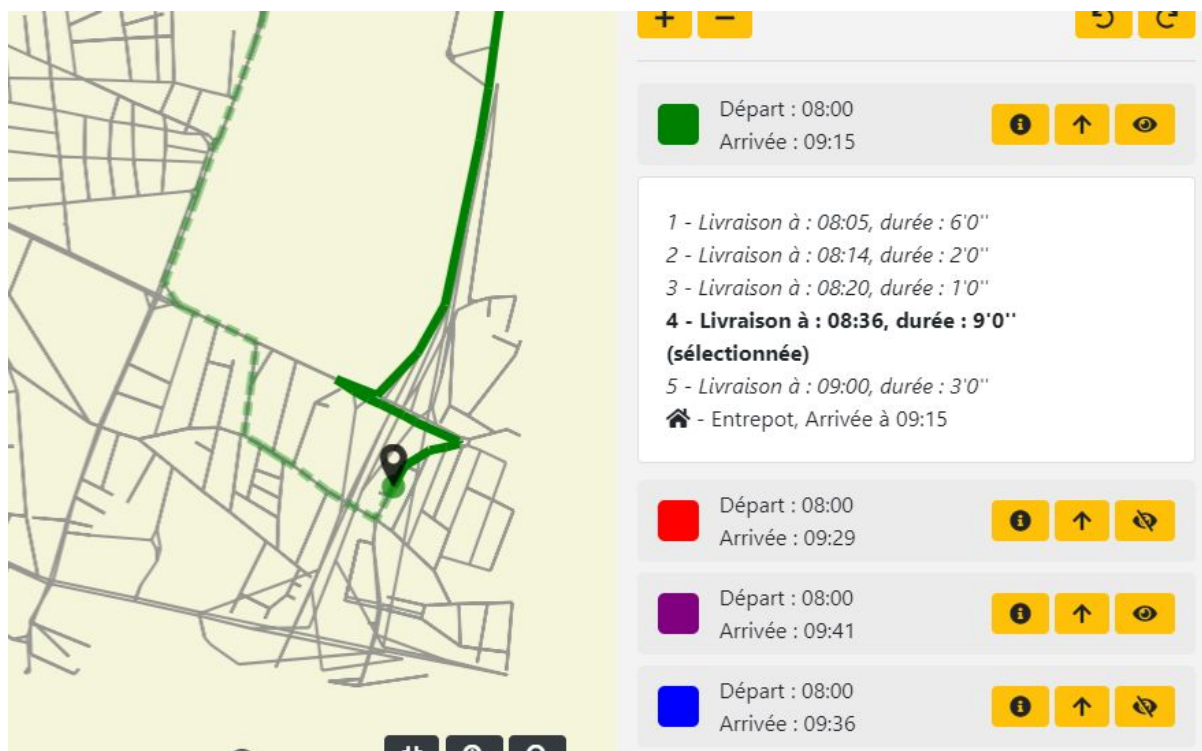 Départ : 08:00
Arrivée : 09:15
1 - Livraison à : 08:05, durée : 6'0''
2 - Livraison à : 08:14, durée : 2'0''
3 - Livraison à : 08:20, durée : 1'0''
4 - Livraison à : 08:36, durée : 9'0''
(sélectionnée)
5 - Livraison à : 09:00, durée : 3'0''
- Entrepot, Arrivée à 09:15
Départ : 08:00
Arrivée : 09:29
Départ : 08:00
Arrivée : 09:41
Départ : 08:00
Arrivée : 09:36